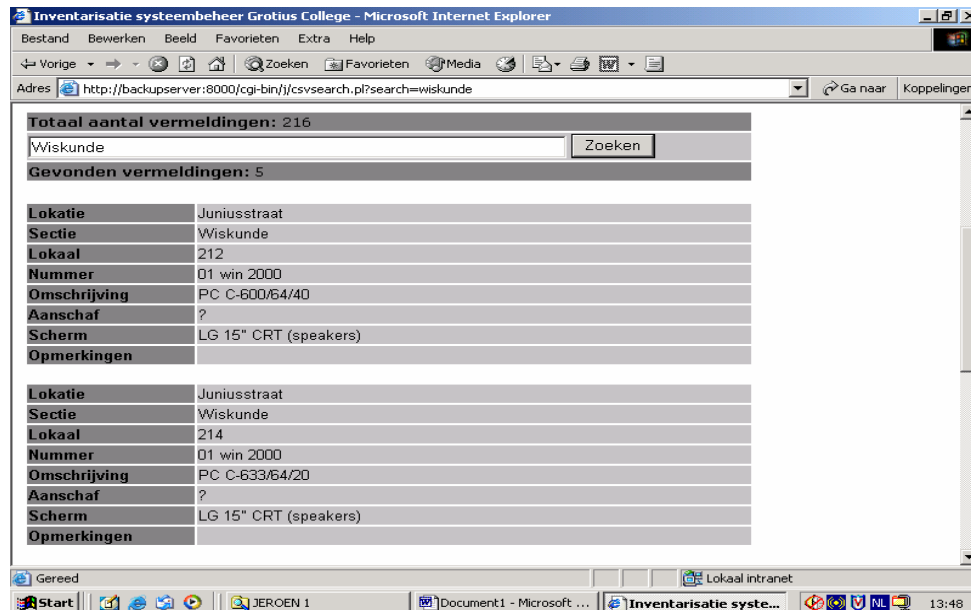 Inventarisatie systeembeheer Grotius College - Microsoft Internet Explorer
Bestand Bewerken Beeld Favorieten Extra Help
Vorige Zoeken Favorieten Media
Adres http://backupserver:8000/cgi-bin/j/csvsearch.pl?search=wiskunde Ga naar Koppelingen
Totaal aantal vermeldingen: 216
Wiskunde Zoeken
Gevonden vermeldingen: 5
Lokatie Juniusstraat
Sectie Wiskunde
Lokaal 212
Nummer 01 win 2000
Omschrijving PC C-600/64/40
Aanschaf ?
Scherm LG 15" CRT (speakers)
Opmerkingen
Lokatie Juniusstraat
Sectie Wiskunde
Lokaal 214
Nummer 01 win 2000
Omschrijving PC C-633/64/20
Aanschaf ?
Scherm LG 15" CRT (speakers)
Opmerkingen
Gereed Lokaal intranet
Start JEROEN 1 Document1 - Microsoft ... Inventarisatie syste... NL 13:48